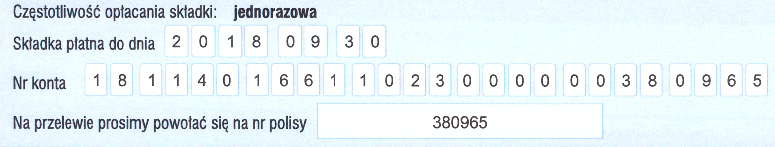 Częstotliwość opłacania składki: jednorazowa
Składka płatna do dnia 2 0 1 8 0 9 3 0
Nr konta 1 8 1 1 4 0 1 6 6 1 1 0 2 3 0 0 0 0 0 0 3 8 0 9 6 5
Na przelewie prosimy powołać się na nr polisy 380965